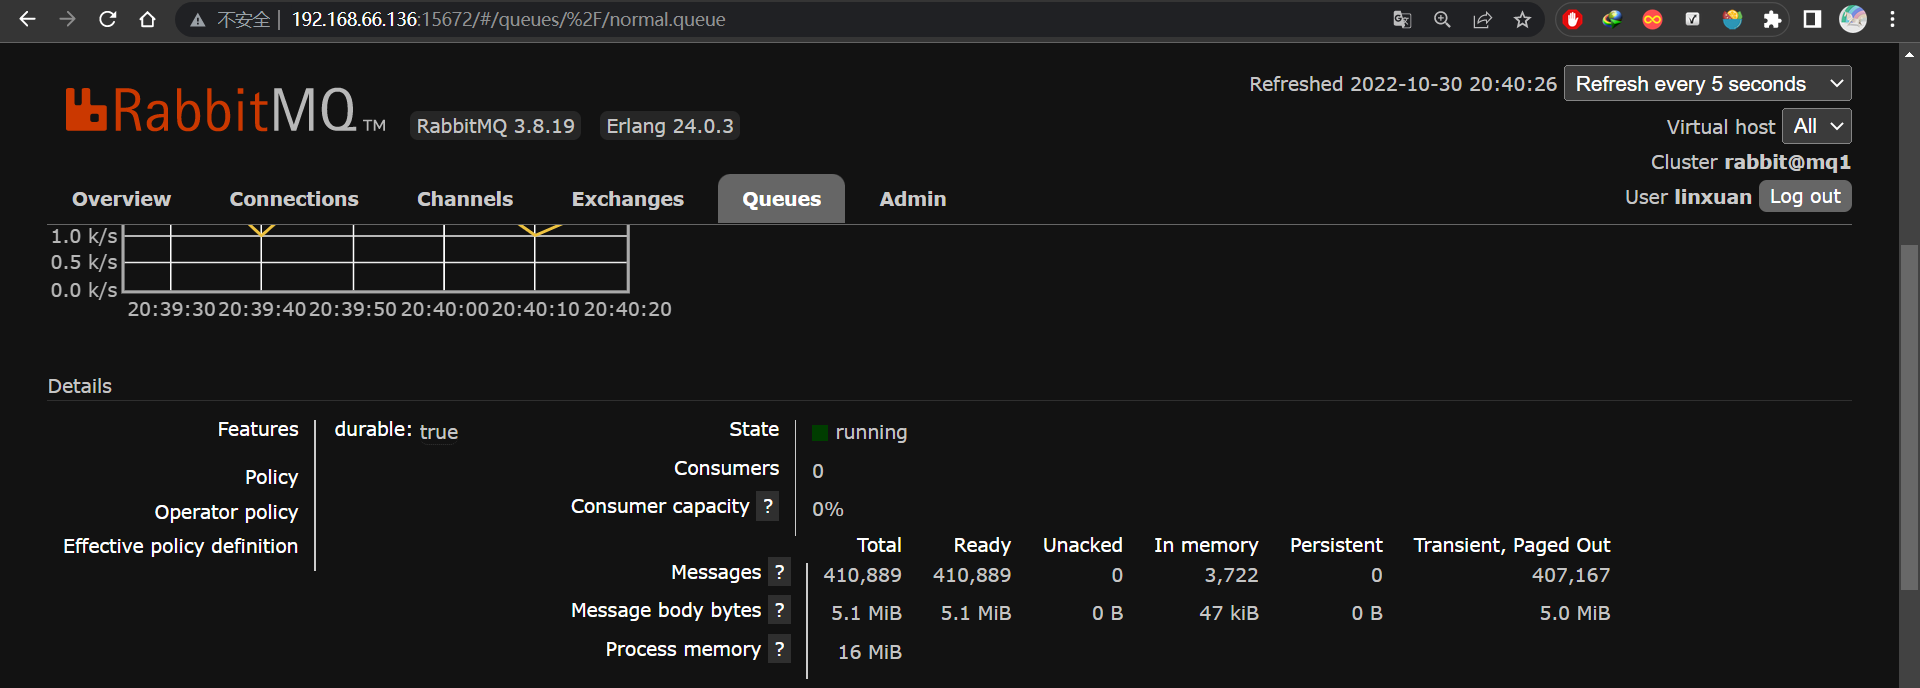 不安全 | 192.168.66.136:15672/#/queues/%2F/normal.queue
Refreshed 2022-10-30 20:40:26 Refresh every 5 seconds
RabbitMQ TM RabbitMQ 3.8.19 Erlang 24.0.3
Virtual host All
Cluster rabbit@mq1
User linxuan Log out
Overview Connections Channels Exchanges Queues Admin
1.0 k/s
0.5 k/s
0.0 k/s
20:39:30 20:39:40 20:39:50 20:40:00 20:40:10 20:40:20
Details
Features durable: true
Policy
Operator policy
Effective policy definition
State running
Consumers 0
Consumer capacity ? 0%
Total Ready Unacked In memory Persistent Transient, Paged Out
Messages ? 410,889 410,889 0 3,722 0 407,167
Message body bytes ? 5.1 MiB 5.1 MiB 0 B 47 kiB 0 B 5.0 MiB
Process memory ? 16 MiB